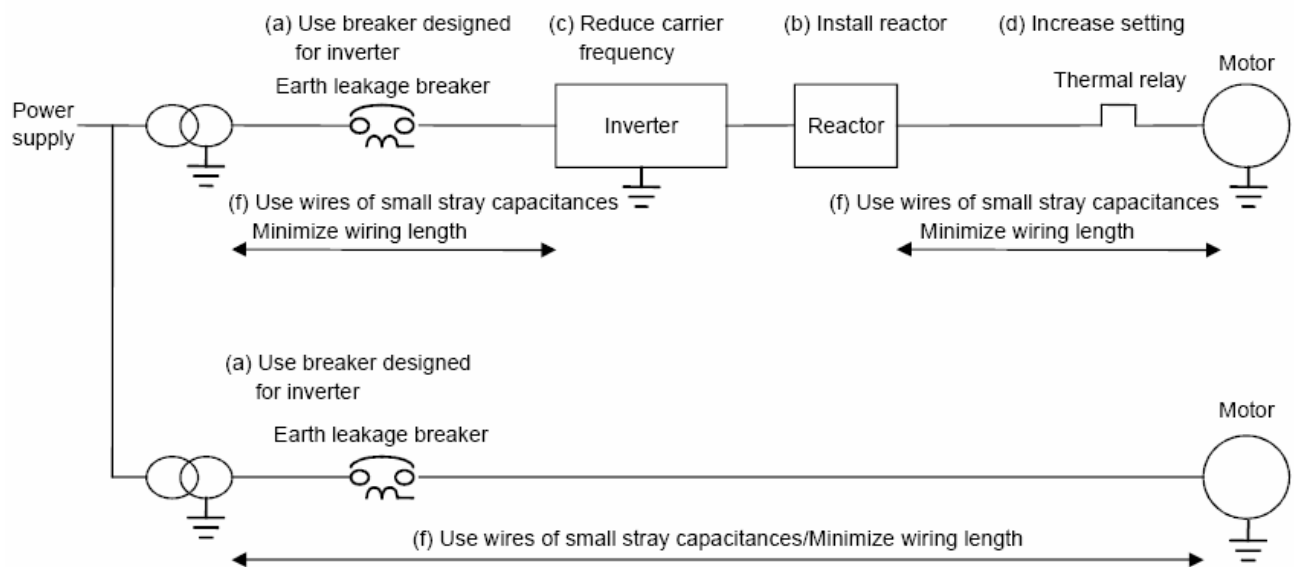 (a) Use breaker designed
for inverter
(c) Reduce carrier
frequency
(b) Install reactor
(d) Increase setting
Earth leakage breaker
Thermal relay
Motor
Power
supply
Inverter
Reactor
(f) Use wires of small stray capacitances
Minimize wiring length
(f) Use wires of small stray capacitances
Minimize wiring length
(a) Use breaker designed
for inverter
Earth leakage breaker
Motor
(f) Use wires of small stray capacitances/Minimize wiring length